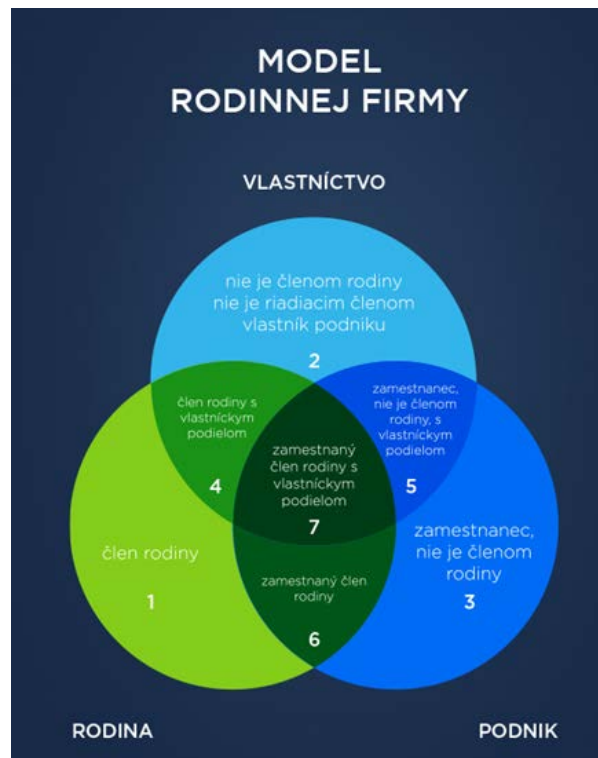 MODEL
RODINNEJ FIRMY
VLASTNÍCTVO
nie je členom rodiny
nie je riadiacim členom
vlastník podniku
2
člen rodiny s
vlastníckym
podielom
4
zamestnanec,
nie je členom
rodiny, s
vlastníckym
podielom
5
zamestnaný
člen rodiny s
vlastníckym
podielom
7
člen rodiny
1
zamestnanec,
nie je členom
rodiny
3
zamestnaný člen
rodiny
6
RODINA
PODNIK